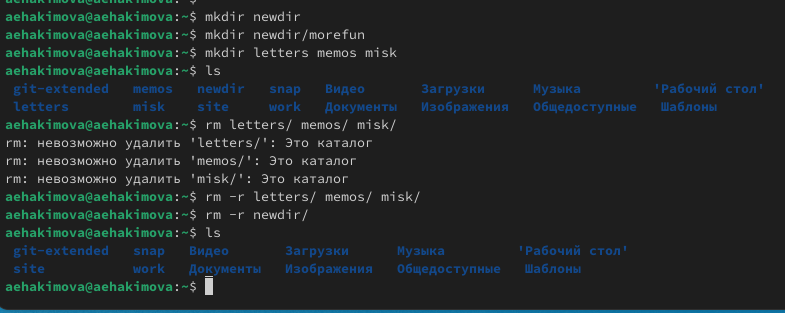 aehakimova@aehakimova:~$ mkdir newdir
aehakimova@aehakimova:~$ mkdir newdir/morefun
aehakimova@aehakimova:~$ mkdir letters memos misk
aehakimova@aehakimova:~$ ls
git-extended memos newdir snap Видео Загрузки Музыка 'Рабочий стол'
letters misk site work Документы Изображения Общедоступные Шаблоны
aehakimova@aehakimova:~$ rm letters/ memos/ misk/
rm: невозможно удалить 'letters/': Это каталог
rm: невозможно удалить 'memos/': Это каталог
rm: невозможно удалить 'misk/': Это каталог
aehakimova@aehakimova:~$ rm -r letters/ memos/ misk/
aehakimova@aehakimova:~$ rm -r newdir/
aehakimova@aehakimova:~$ ls
git-extended snap Видео Загрузки Музыка 'Рабочий стол'
site work Документы Изображения Общедоступные Шаблоны
aehakimova@aehakimova:~$